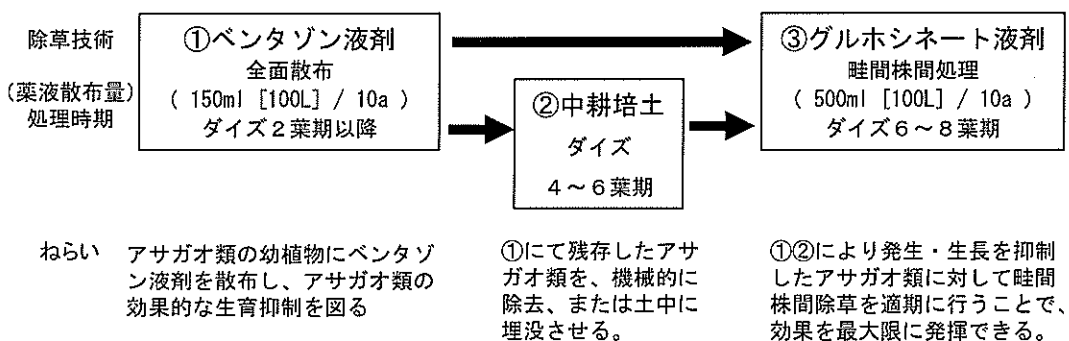 除草技術
(薬液散布量)
処理時期
①ベンタゾン液剤
全面散布
( 150ml [100L] / 10a )
ダイズ2葉期以降
②中耕培土
ダイズ
4~6葉期
③グルホシネート液剤
畦間株間処理
( 500ml [100L] / 10a )
ダイズ6~8葉期
ねらい
アサガオ類の幼植物にベンタゾ
ン液剤を散布し、アサガオ類の
効果的な生育抑制を図る
①にて残存したアサ
ガオ類を、機械的に
除去、または土中に
埋没させる。
①②により発生・生長を抑制
したアサガオ類に対して畦間
株間除草を適期に行うことで、
効果を最大限に発揮できる。